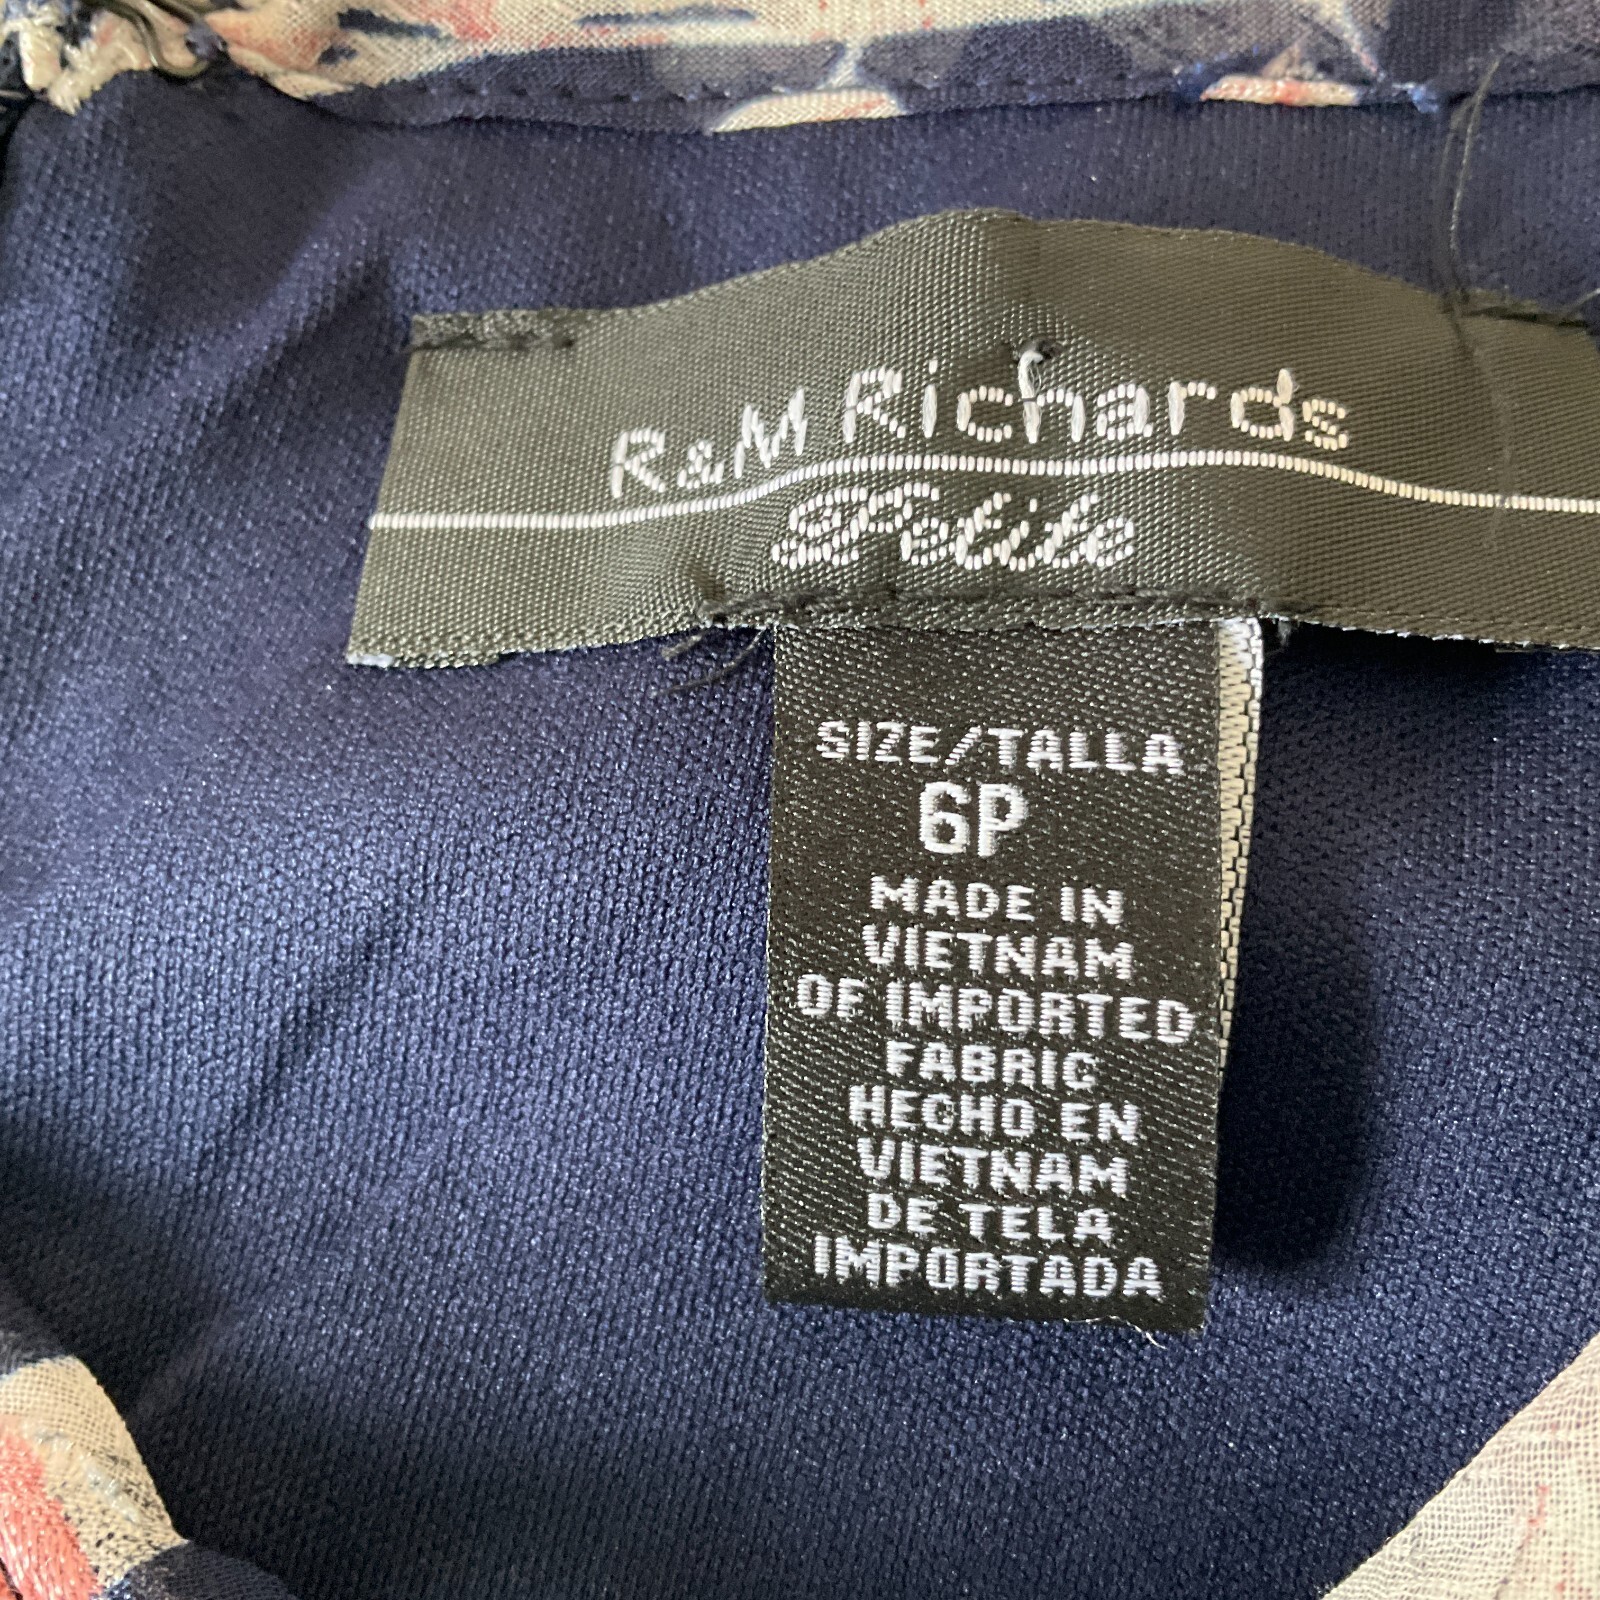 R&M Richards
Petite
SIZE/TALLA
6P
MADE IN
VIETNAM
OF IMPORTED
FABRIC
HECHO EN
VIETNAM
DE TELA
IMPORTADA